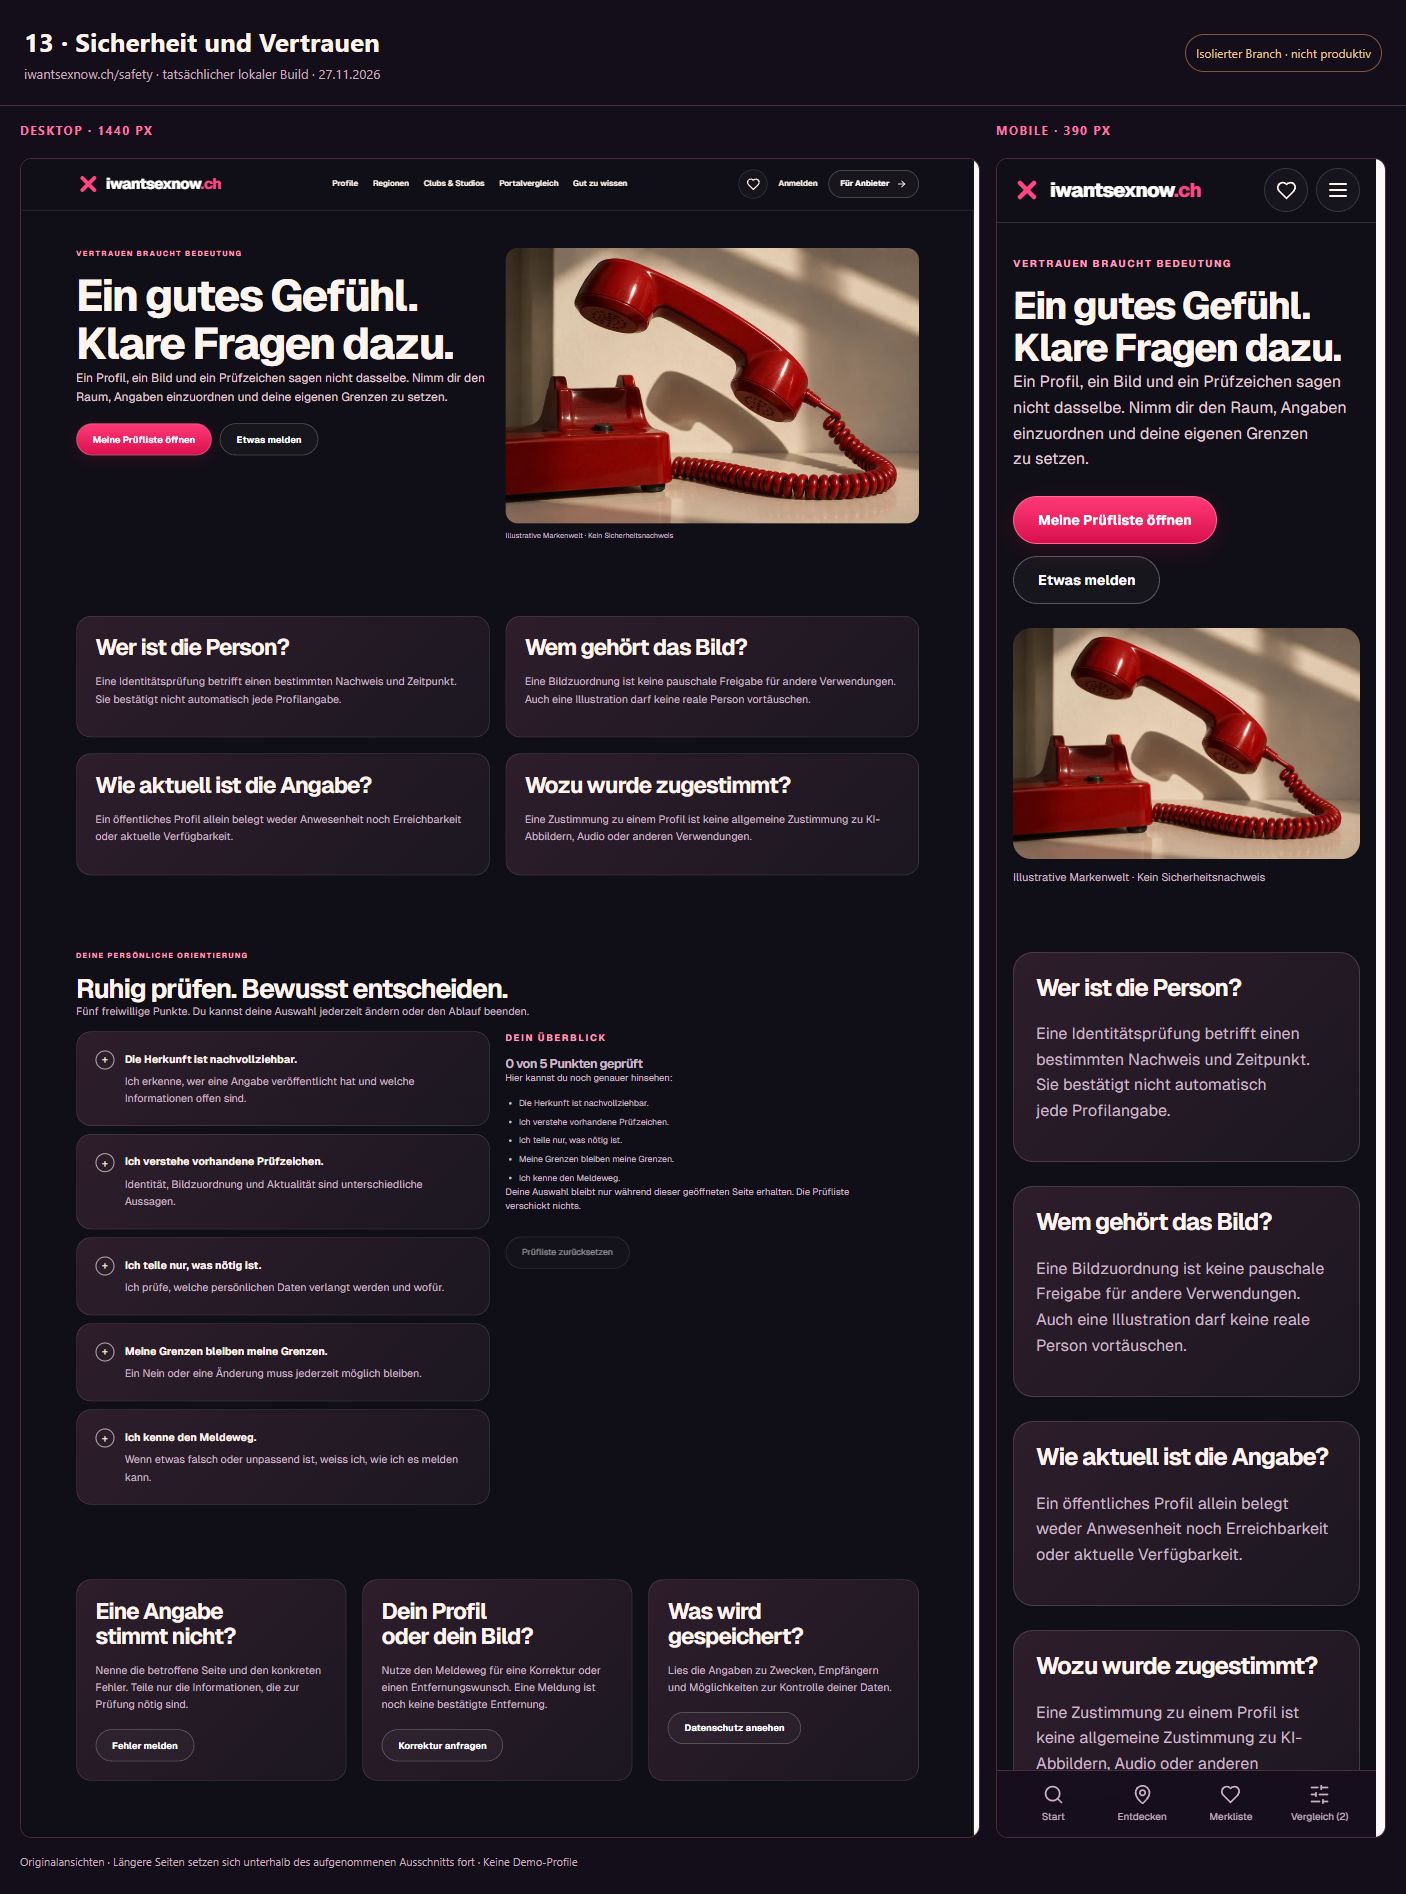 13 · Sicherheit und Vertrauen
iwantsexnow.ch/safety · tatsächlicher lokaler Build · 27.11.2026
Isolierter Branch · nicht produktiv
DESKTOP · 1440 PX
iwantsexnow.ch
Profile
Regionen
Clubs & Studios
Portalvergleich
Gut zu wissen
Anmelden
Für Anbieter →
VERTRAUEN BRAUCHT BEDEUTUNG
Ein gutes Gefühl.
Klare Fragen dazu.
Ein Profil, ein Bild und ein Prüfzeichen sagen nicht dasselbe. Nimm dir den
Raum, Angaben einzuordnen und deine eigenen Grenzen zu setzen.
Meine Prüfliste öffnen
Etwas melden
Illustrative Markenwelt · Kein Sicherheitsnachweis
Wer ist die Person?
Eine Identitätsprüfung betrifft einen bestimmten Nachweis und Zeitpunkt.
Sie bestätigt nicht automatisch jede Profilangabe.
Wem gehört das Bild?
Eine Bildzuordnung ist keine pauschale Freigabe für andere Verwendungen.
Auch eine Illustration darf keine reale Person vortäuschen.
Wie aktuell ist die Angabe?
Ein öffentliches Profil allein belegt weder Anwesenheit noch Erreichbarkeit
oder aktuelle Verfügbarkeit.
Wozu wurde zugestimmt?
Eine Zustimmung zu einem Profil ist keine allgemeine Zustimmung zu KI-
Abbildern, Audio oder anderen Verwendungen.
DEINE PERSÖNLICHE ORIENTIERUNG
Ruhig prüfen. Bewusst entscheiden.
Fünf freiwillige Punkte. Du kannst deine Auswahl jederzeit ändern oder den Ablauf beenden.
+ Die Herkunft ist nachvollziehbar.
Ich erkenne, wer eine Angabe veröffentlicht hat und welche
Informationen offen sind.
+ Ich verstehe vorhandene Prüfzeichen.
Identität, Bildzuordnung und Aktualität sind unterschiedliche
Aussagen.
+ Ich teile nur, was nötig ist.
Ich prüfe, welche persönlichen Daten verlangt werden und wofür.
+ Meine Grenzen bleiben meine Grenzen.
Ein Nein oder eine Änderung muss jederzeit möglich bleiben.
+ Ich kenne den Meldeweg.
Wenn etwas falsch oder unpassend ist, weiss ich, wie ich es melden
kann.
DEIN ÜBERBLICK
0 von 5 Punkten geprüft
Hier kannst du noch genauer hinsehen:
• Die Herkunft ist nachvollziehbar.
• Ich verstehe vorhandene Prüfzeichen.
• Ich teile nur, was nötig ist.
• Meine Grenzen bleiben meine Grenzen.
• Ich kenne den Meldeweg.
Deine Auswahl bleibt nur während dieser geöffneten Seite erhalten. Die Prüfliste
verschickt nichts.
Prüfliste zurücksetzen
Eine Angabe
stimmt nicht?
Nenne die betroffene Seite und den konkreten
Fehler. Teile nur die Informationen, die zur
Prüfung nötig sind.
Fehler melden
Dein Profil
oder dein Bild?
Nutze den Meldeweg für eine Korrektur oder
einen Entfernungswunsch. Eine Meldung ist
noch keine bestätigte Entfernung.
Korrektur anfragen
Was wird
gespeichert?
Lies die Angaben zu Zwecken, Empfängern
und Möglichkeiten zur Kontrolle deiner Daten.
Datenschutz ansehen
MOBILE · 390 PX
iwantsexnow.ch
VERTRAUEN BRAUCHT BEDEUTUNG
Ein gutes Gefühl.
Klare Fragen dazu.
Ein Profil, ein Bild und ein Prüfzeichen sagen
nicht dasselbe. Nimm dir den Raum, Angaben
einzuordnen und deine eigenen Grenzen
zu setzen.
Meine Prüfliste öffnen
Etwas melden
Illustrative Markenwelt · Kein Sicherheitsnachweis
Wer ist die Person?
Eine Identitätsprüfung betrifft einen
bestimmten Nachweis und Zeitpunkt.
Sie bestätigt nicht automatisch
jede Profilangabe.
Wem gehört das Bild?
Eine Bildzuordnung ist keine pauschale
Freigabe für andere Verwendungen.
Auch eine Illustration darf keine reale
Person vortäuschen.
Wie aktuell ist die Angabe?
Ein öffentliches Profil allein belegt
weder Anwesenheit noch Erreichbarkeit
oder aktuelle Verfügbarkeit.
Wozu wurde zugestimmt?
Eine Zustimmung zu einem Profil ist
keine allgemeine Zustimmung zu KI-
Abbildern, Audio oder anderen
Start
Entdecken
Merkliste
Vergleich (2)
Originalansichten · Längere Seiten setzen sich unterhalb des aufgenommenen Ausschnitts fort · Keine Demo-Profile